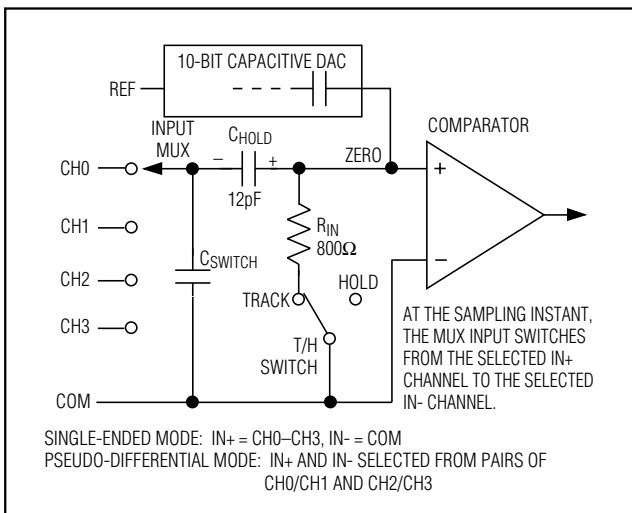 10-BIT CAPACITIVE DAC
REF
INPUT
MUX
CHOLD
– +
12pF
ZERO
COMPARATOR
+
–
CH0
CH1
CH2
CH3
CSWITCH
RIN
800Ω
TRACK
HOLD
T/H
SWITCH
COM
AT THE SAMPLING INSTANT,
THE MUX INPUT SWITCHES
FROM THE SELECTED IN+
CHANNEL TO THE SELECTED
IN- CHANNEL.
SINGLE-ENDED MODE: IN+ = CH0–CH3, IN- = COM
PSEUDO-DIFFERENTIAL MODE: IN+ AND IN- SELECTED FROM PAIRS OF
CH0/CH1 AND CH2/CH3